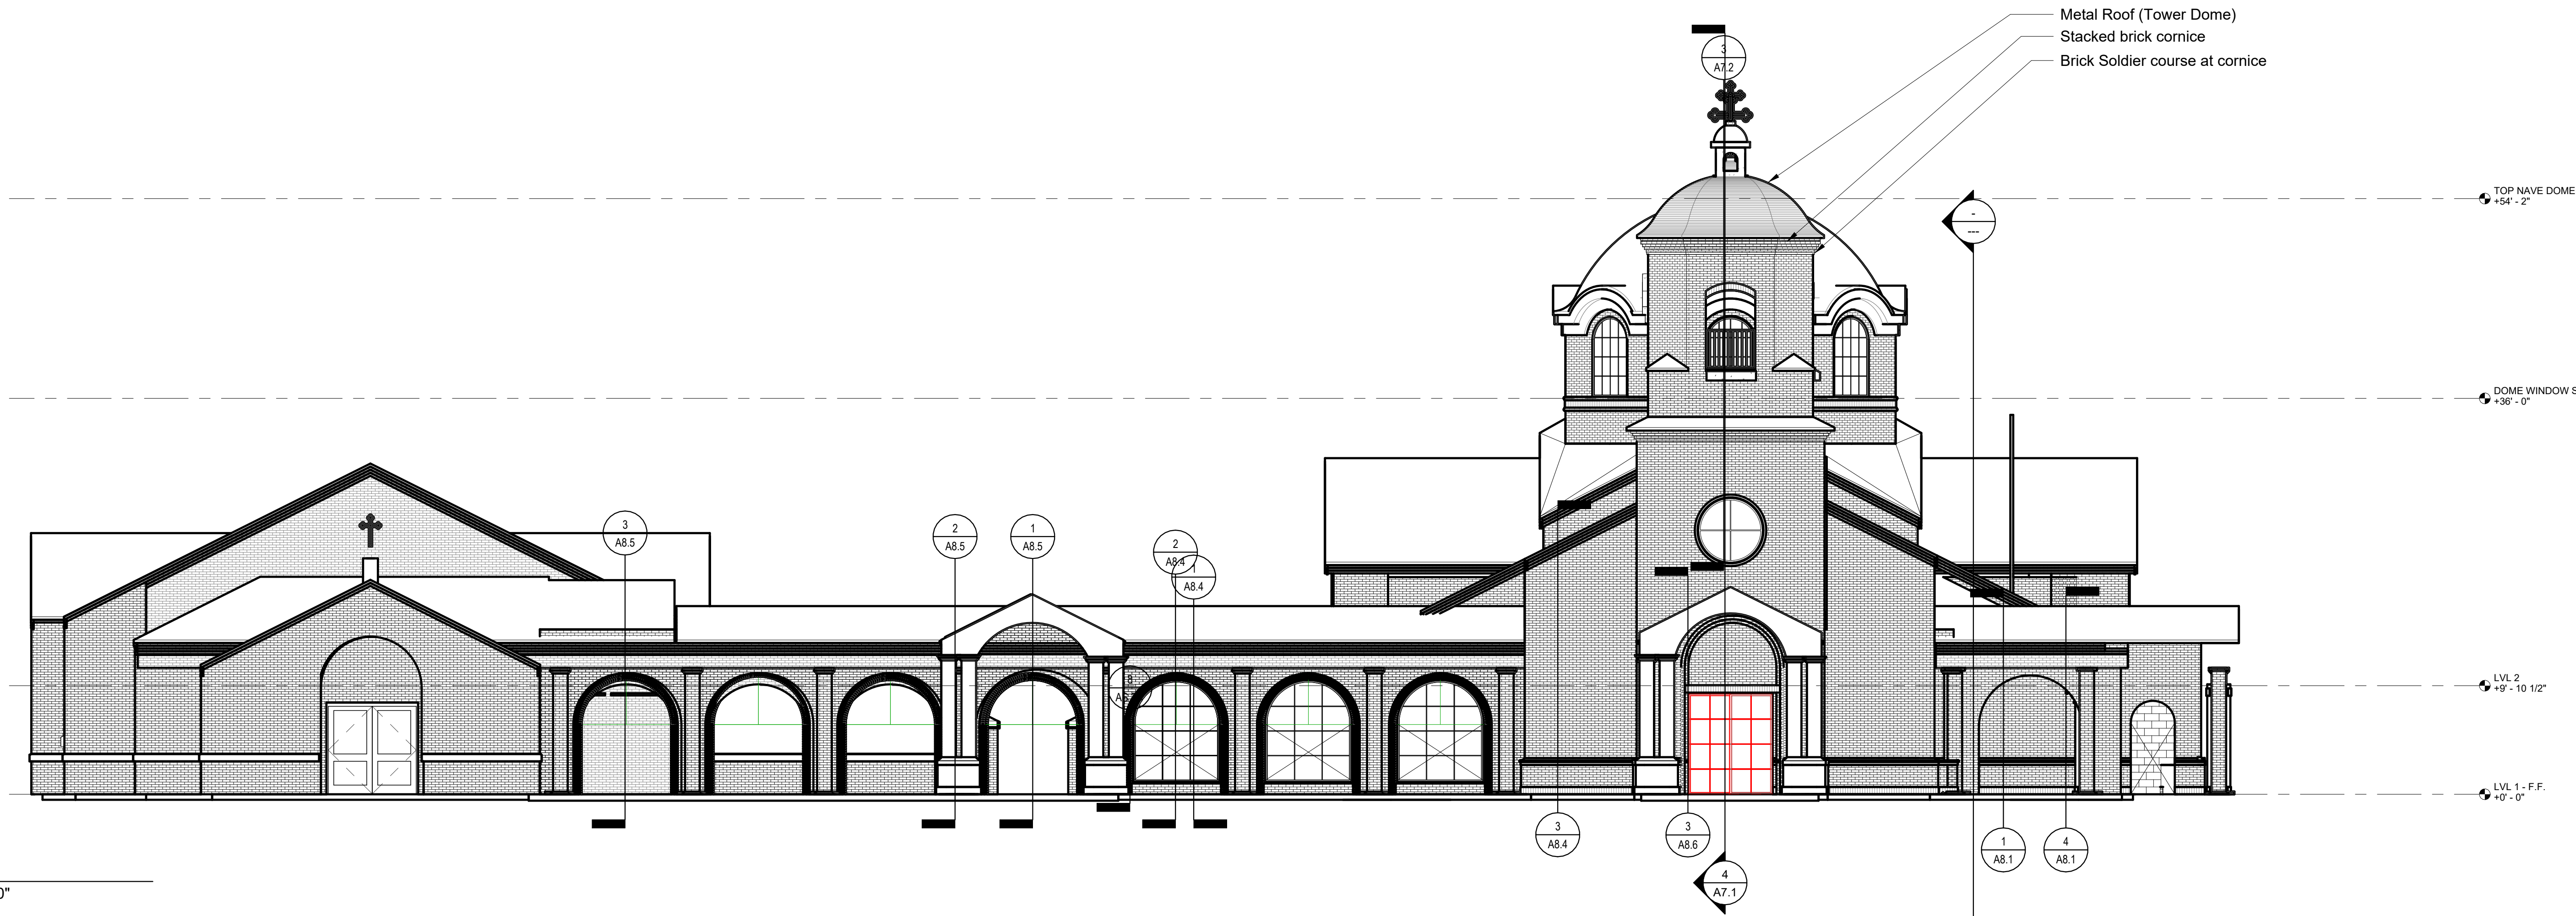 Metal Roof (Tower Dome)
Stacked brick cornice
Brick Soldier course at cornice
3
A7.2
TOP NAVE DOME
+54' - 2"
-
---
DOME WINDOW S
+36' - 0"
3
A8.5
2
A8.5
1
A8.5
2
A8.4
1
A8.4
LVL 2
+9' - 10 1/2"
LVL 1 - F.F.
+0' - 0"
3
A8.4
3
A8.6
1
A8.1
4
A8.1
4
A7.1
0"